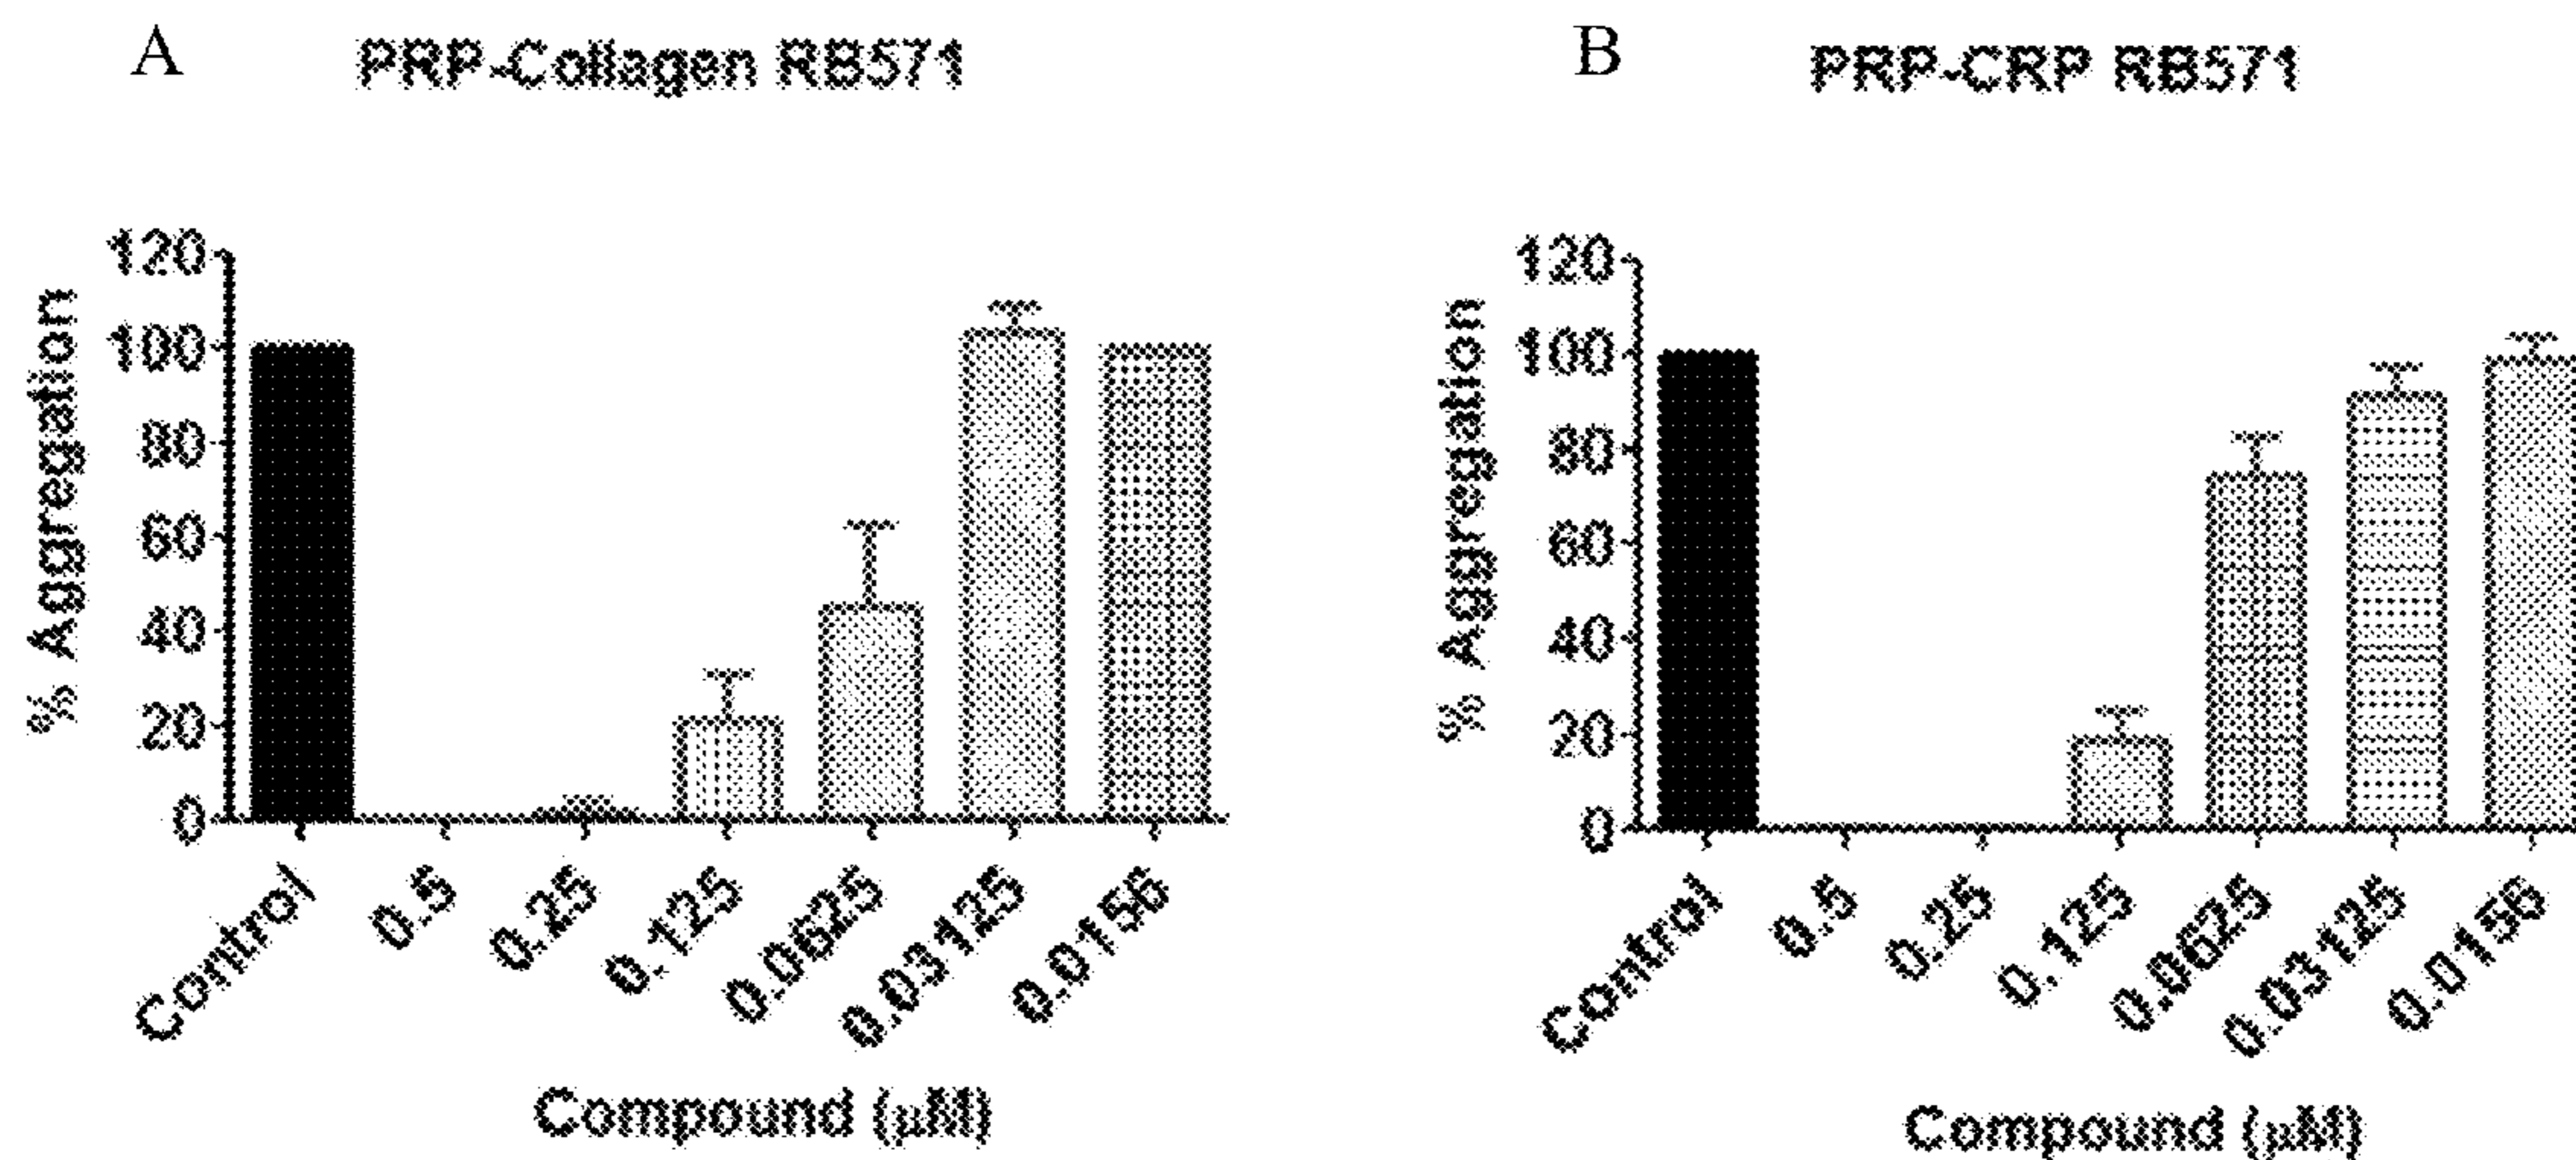 A
PRP-Collagen RB571
% Aggregation
120
100
80
60
40
20
0
Control
0.5
0.25
0.125
0.0625
0.03125
0.0156
Compound (µM)
B
PRP-CRP RB571
% Aggregation
120
100
80
60
40
20
0
Control
0.5
0.25
0.125
0.0625
0.03125
0.0156
Compound (µM)